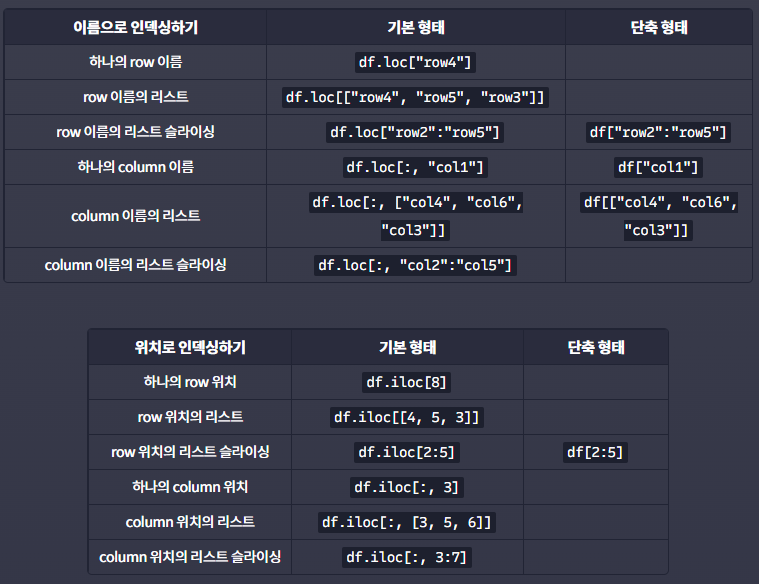 이름으로 인덱싱하기 기본 형태 단축 형태
하나의 row 이름 df.loc["row4"]
row 이름의 리스트 df.loc[["row4", "row5", "row3"]]
row 이름의 리스트 슬라이싱 df.loc["row2":"row5"] df["row2":"row5"]
하나의 column 이름 df.loc[:, "col1"] df["col1"]
column 이름의 리스트 df.loc[:, ["col4", "col6", "col3"]] df[["col4", "col6", "col3"]]
column 이름의 리스트 슬라이싱 df.loc[:, "col2":"col5"]
위치로 인덱싱하기 기본 형태 단축 형태
하나의 row 위치 df.iloc[8]
row 위치의 리스트 df.iloc[[4, 5, 3]]
row 위치의 리스트 슬라이싱 df.iloc[2:5] df[2:5]
하나의 column 위치 df.iloc[:, 3]
column 위치의 리스트 df.iloc[:, [3, 5, 6]]
column 위치의 리스트 슬라이싱 df.iloc[:, 3:7]